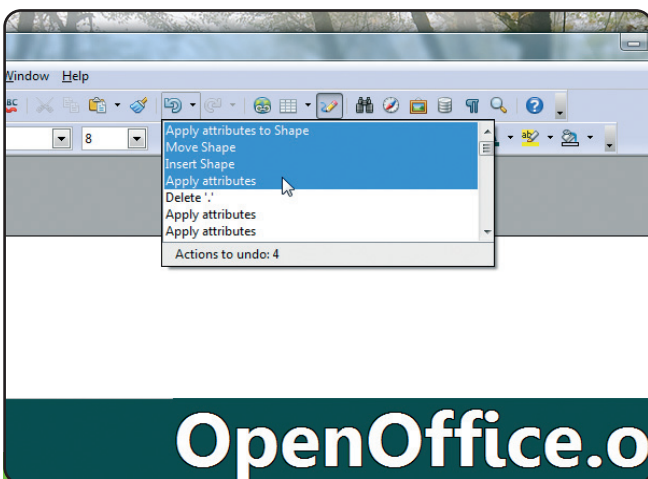 Window Help
ABC
8
Apply attributes to Shape
Move Shape
Insert Shape
Apply attributes
Delete '.'
Apply attributes
Apply attributes
Actions to undo: 4
OpenOffice.o